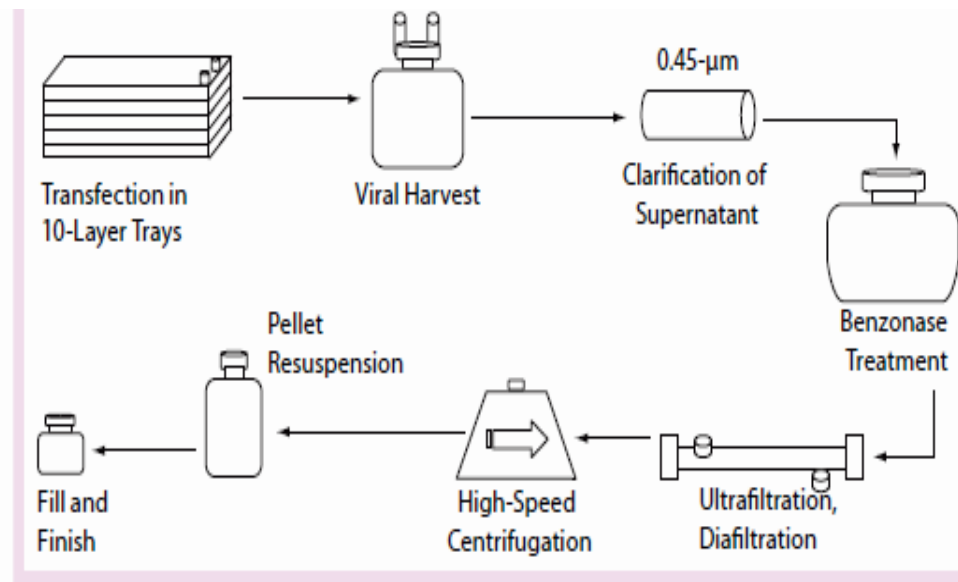 Transfection in
10-Layer Trays
Viral Harvest
0.45-µm
Clarification of
Supernatant
Benzonase
Treatment
Ultrafiltration,
Diafiltration
High-Speed
Centrifugation
Pellet
Resuspension
Fill and
Finish